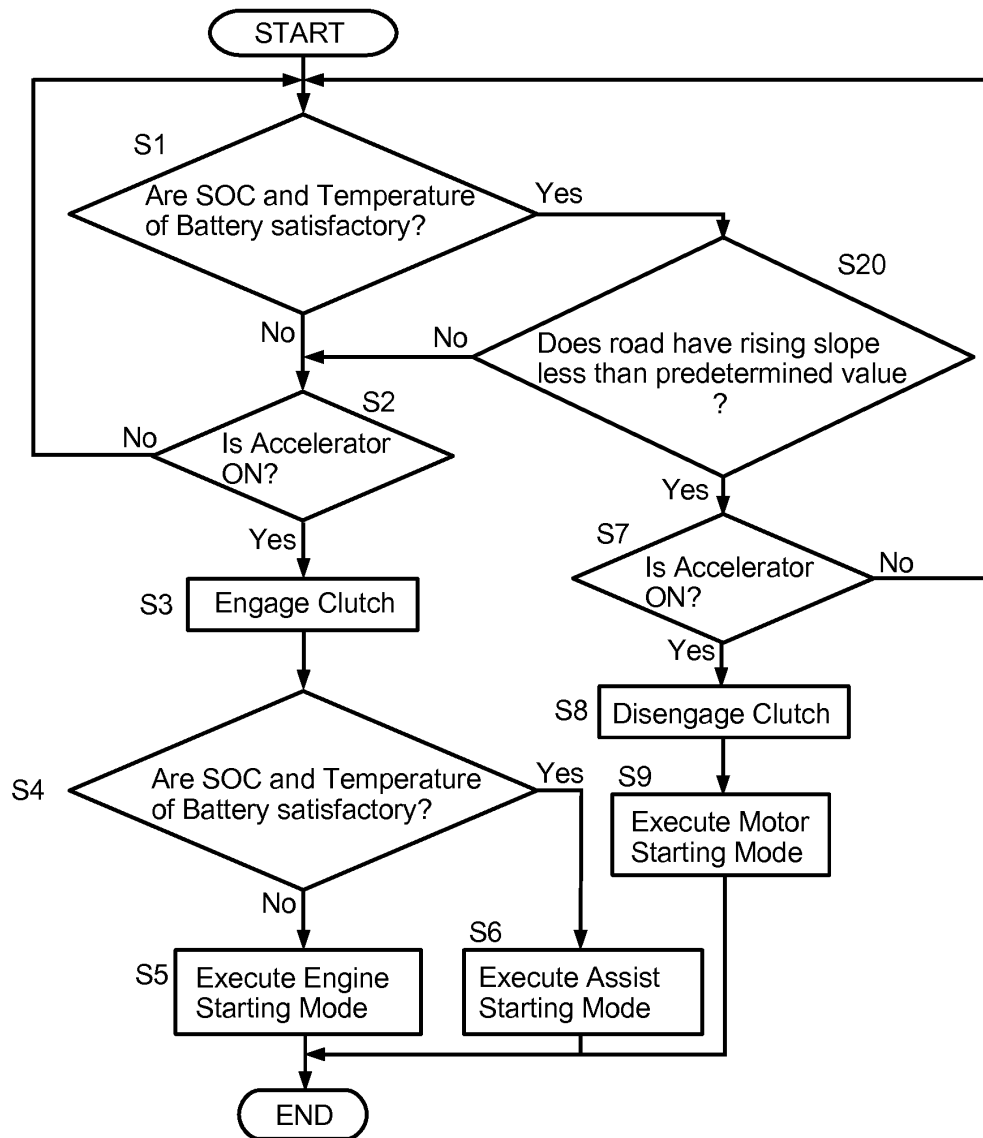 START
S1
Are SOC and Temperature
of Battery satisfactory?
Yes
No
S20
Does road have rising slope
less than predetermined value
?
No
Yes
S2
Is Accelerator
ON?
No
Yes
S7
Is Accelerator
ON?
No
Yes
S3
Engage Clutch
S8
Disengage Clutch
S4
Are SOC and Temperature
of Battery satisfactory?
Yes
No
S9
Execute Motor
Starting Mode
S5
Execute Engine
Starting Mode
S6
Execute Assist
Starting Mode
END